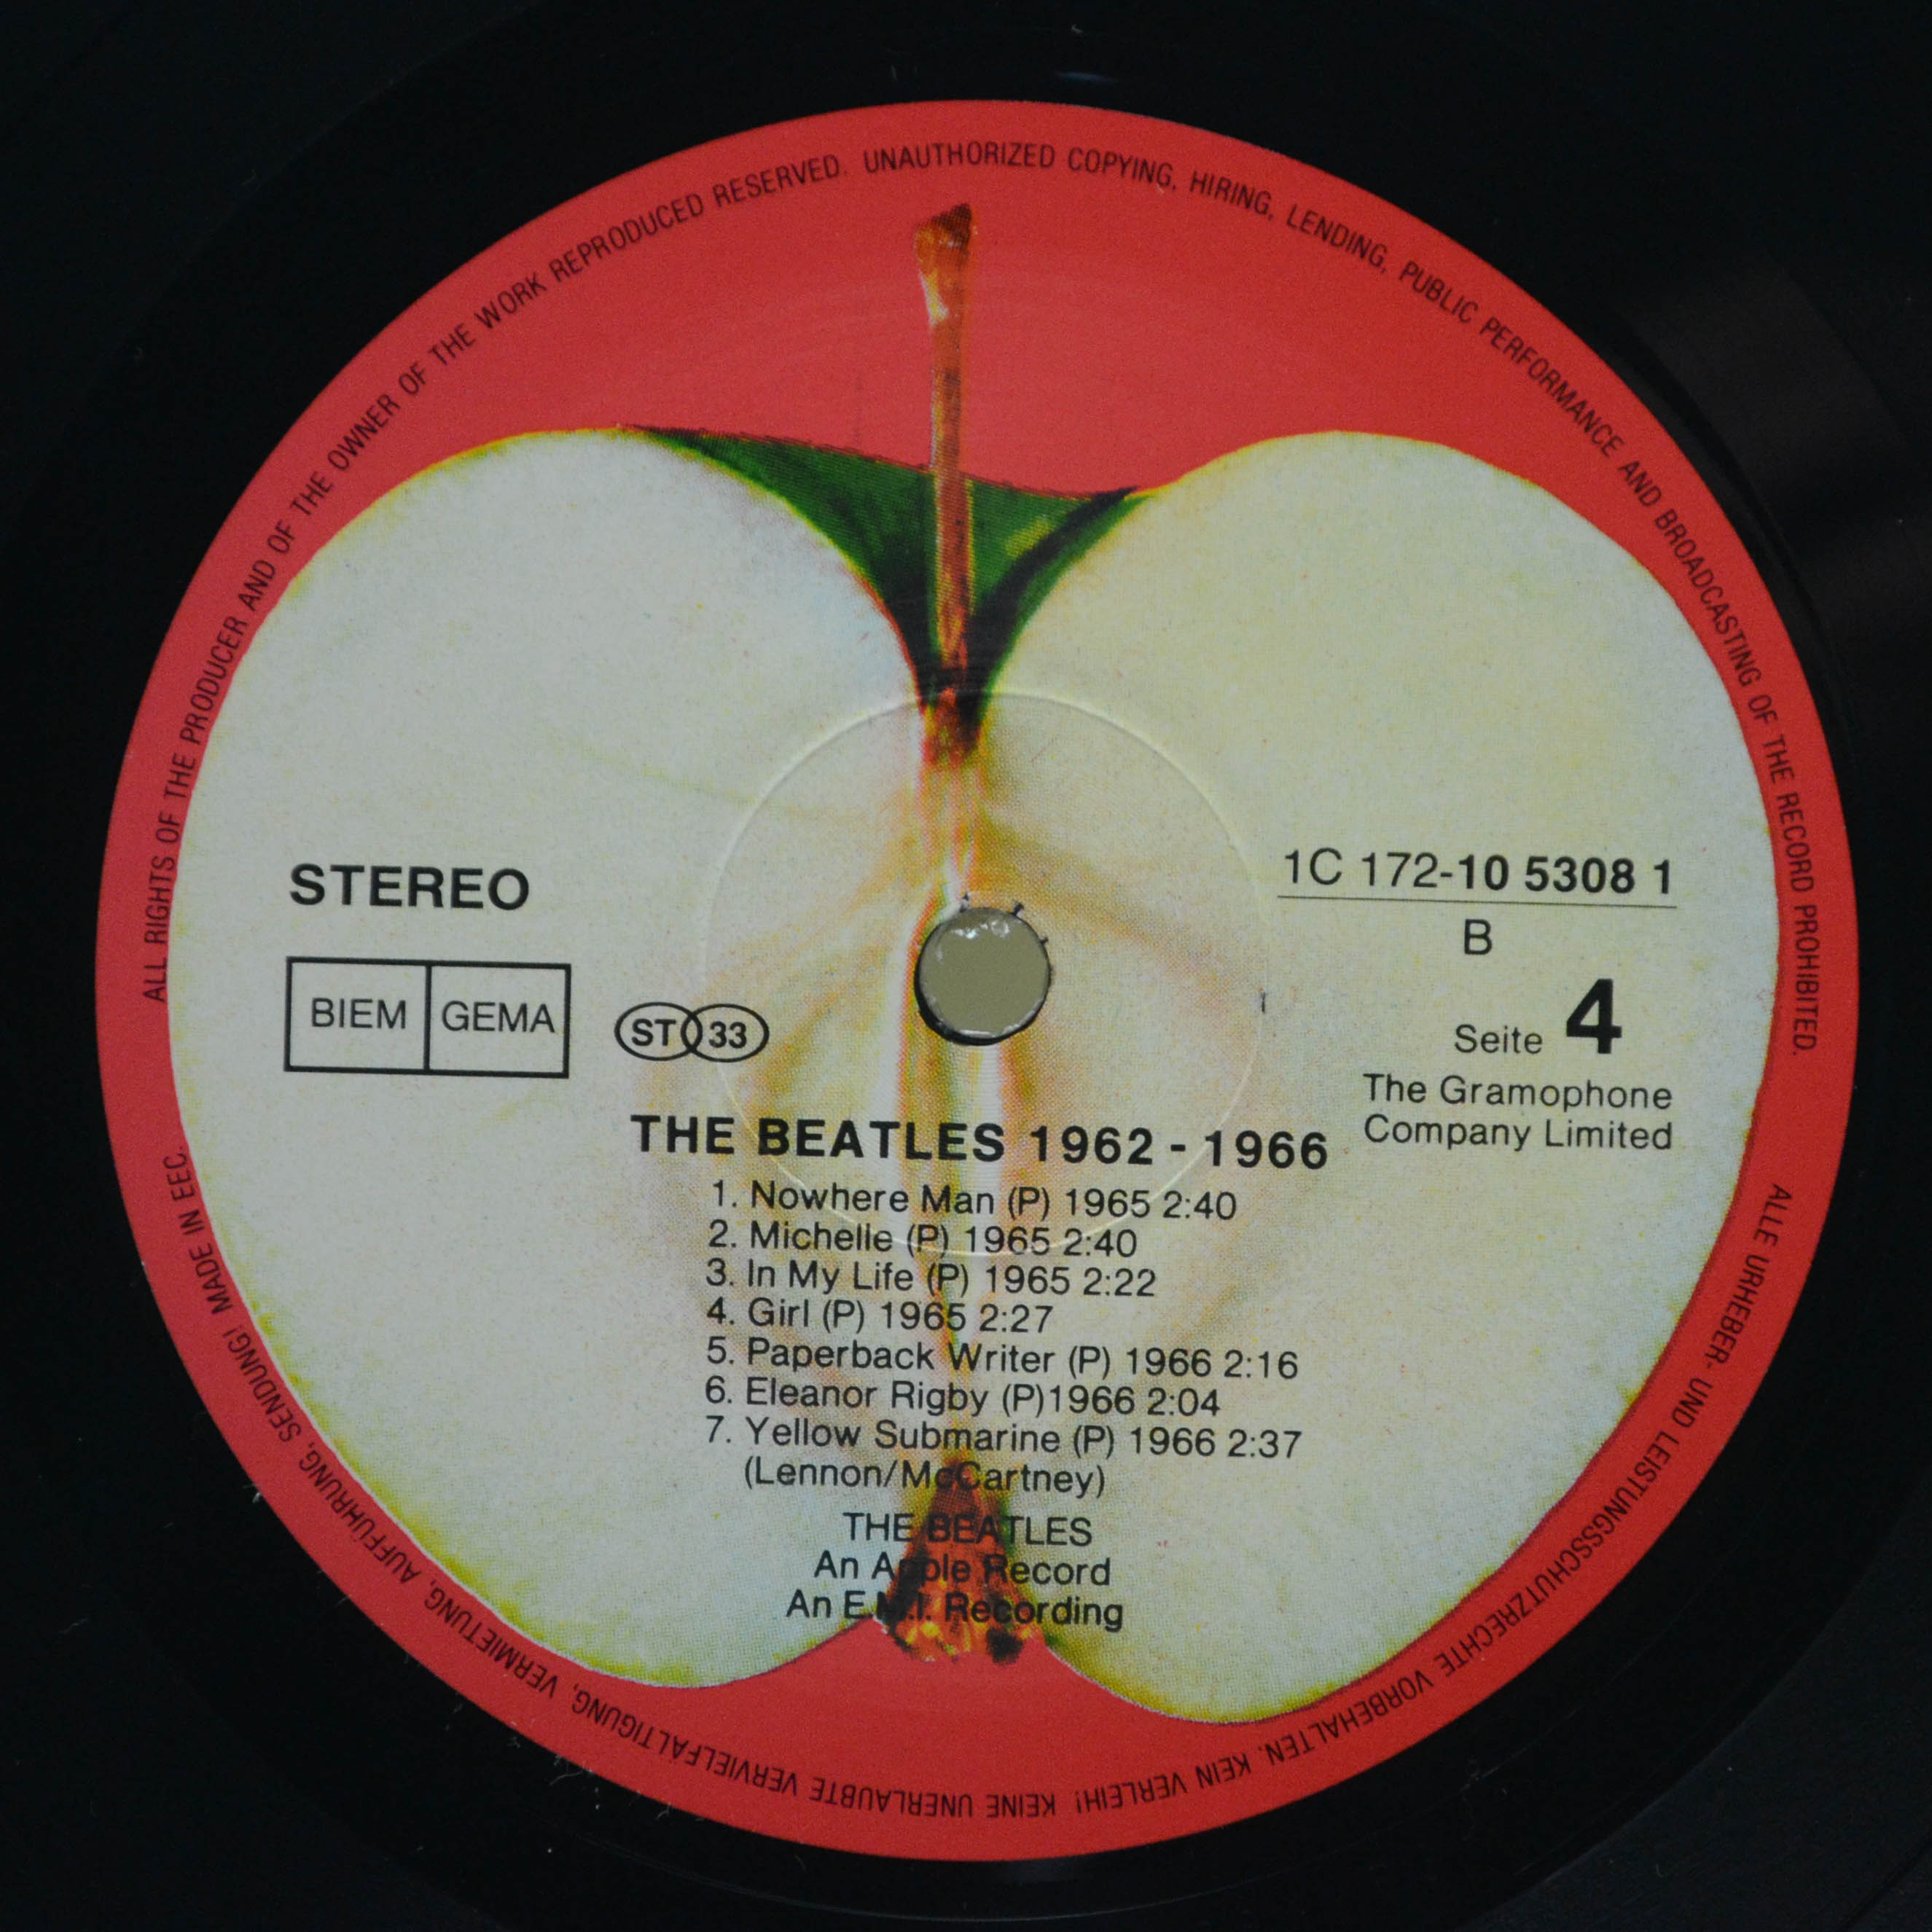 ALL RIGHTS OF THE PRODUCER AND OF THE OWNER OF THE WORK REPRODUCED RESERVED. UNAUTHORIZED COPYING, HIRING, LENDING, PUBLIC PERFORMANCE AND BROADCASTING OF THE RECORD PROHIBITED.
STEREO
BIEM GEMA
ST 33
1C 172-10 5308 1
B
Seite 4
The Gramophone
Company Limited
THE BEATLES 1962 - 1966
1. Nowhere Man (P) 1965 2:40
2. Michelle (P) 1965 2:40
3. In My Life (P) 1965 2:22
4. Girl (P) 1965 2:27
5. Paperback Writer (P) 1966 2:16
6. Eleanor Rigby (P)1966 2:04
7. Yellow Submarine (P) 1966 2:37
(Lennon/McCartney)
THE BEATLES
An Apple Record
An E.M.I. Recording
ALLE URHEBER- UND LEISTUNGSSCHUTZRECHTE VORBEHALTEN. KEIN VERLEIH! KEINE UNERLAUBTE VERVIELFÄLTIGUNG, VERMIETUNG, AUFFÜHRUNG, SENDUNG! MADE IN EEC.